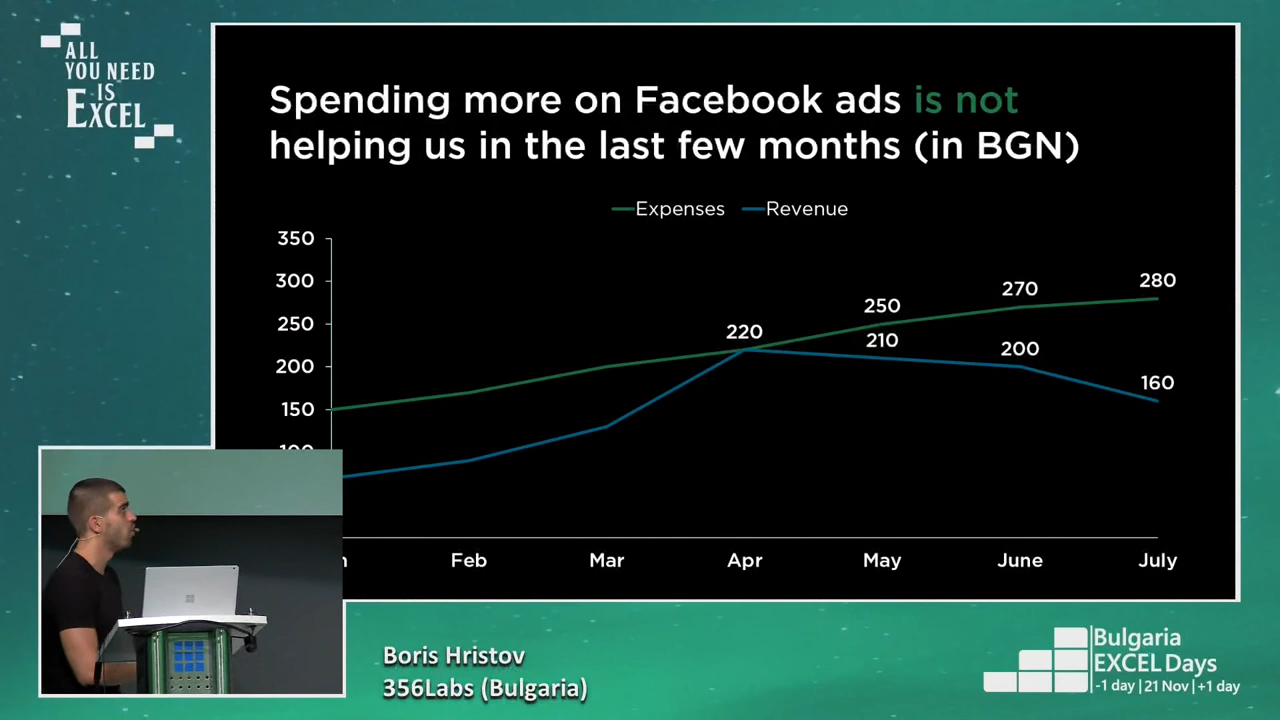 ALL
YOU NEED
IS
EXCEL
Spending more on Facebook ads is not
helping us in the last few months (in BGN)
Expenses Revenue
350
300
250
200
150
220
250
270
280
210
200
160
Feb Mar Apr May June July
Boris Hristov
356Labs (Bulgaria)
Bulgaria
EXCEL Days
-1 day | 21 Nov | +1 day